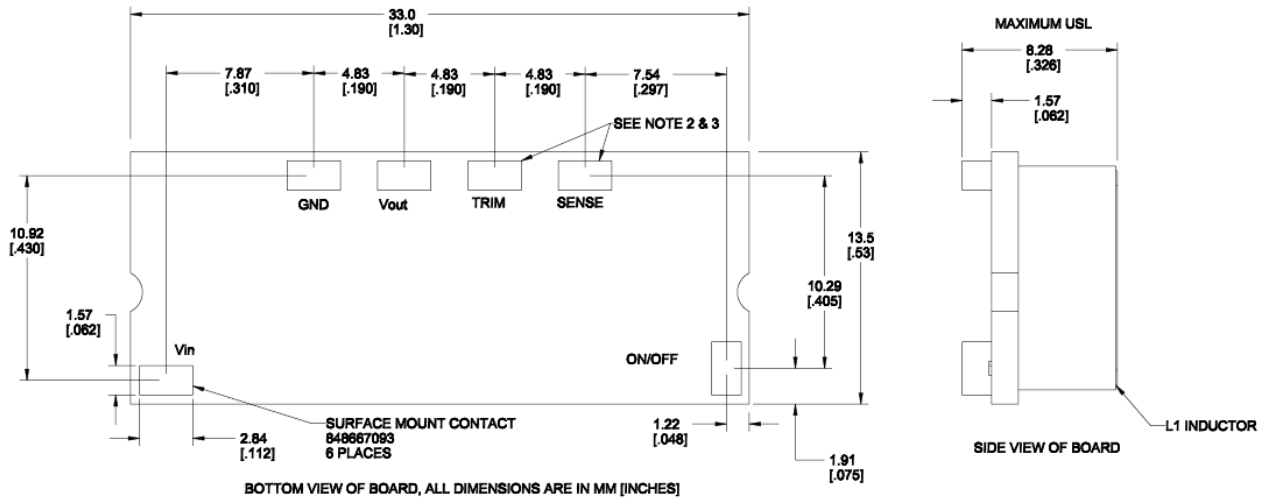 33.0
[1.30]
MAXIMUM USL
7.87
[.310]
4.83
[.190]
4.83
[.190]
4.83
[.190]
7.54
[.297]
8.28
[.326]
1.57
[.062]
SEE NOTE 2 & 3
GND
Vout
TRIM
SENSE
10.92
[.430]
13.5
[.53]
10.29
[.405]
1.57
[.062]
Vin
ON/OFF
SURFACE MOUNT CONTACT
848667093
6 PLACES
2.84
[.112]
1.22
[.048]
1.91
[.075]
L1 INDUCTOR
SIDE VIEW OF BOARD
BOTTOM VIEW OF BOARD, ALL DIMENSIONS ARE IN MM [INCHES]